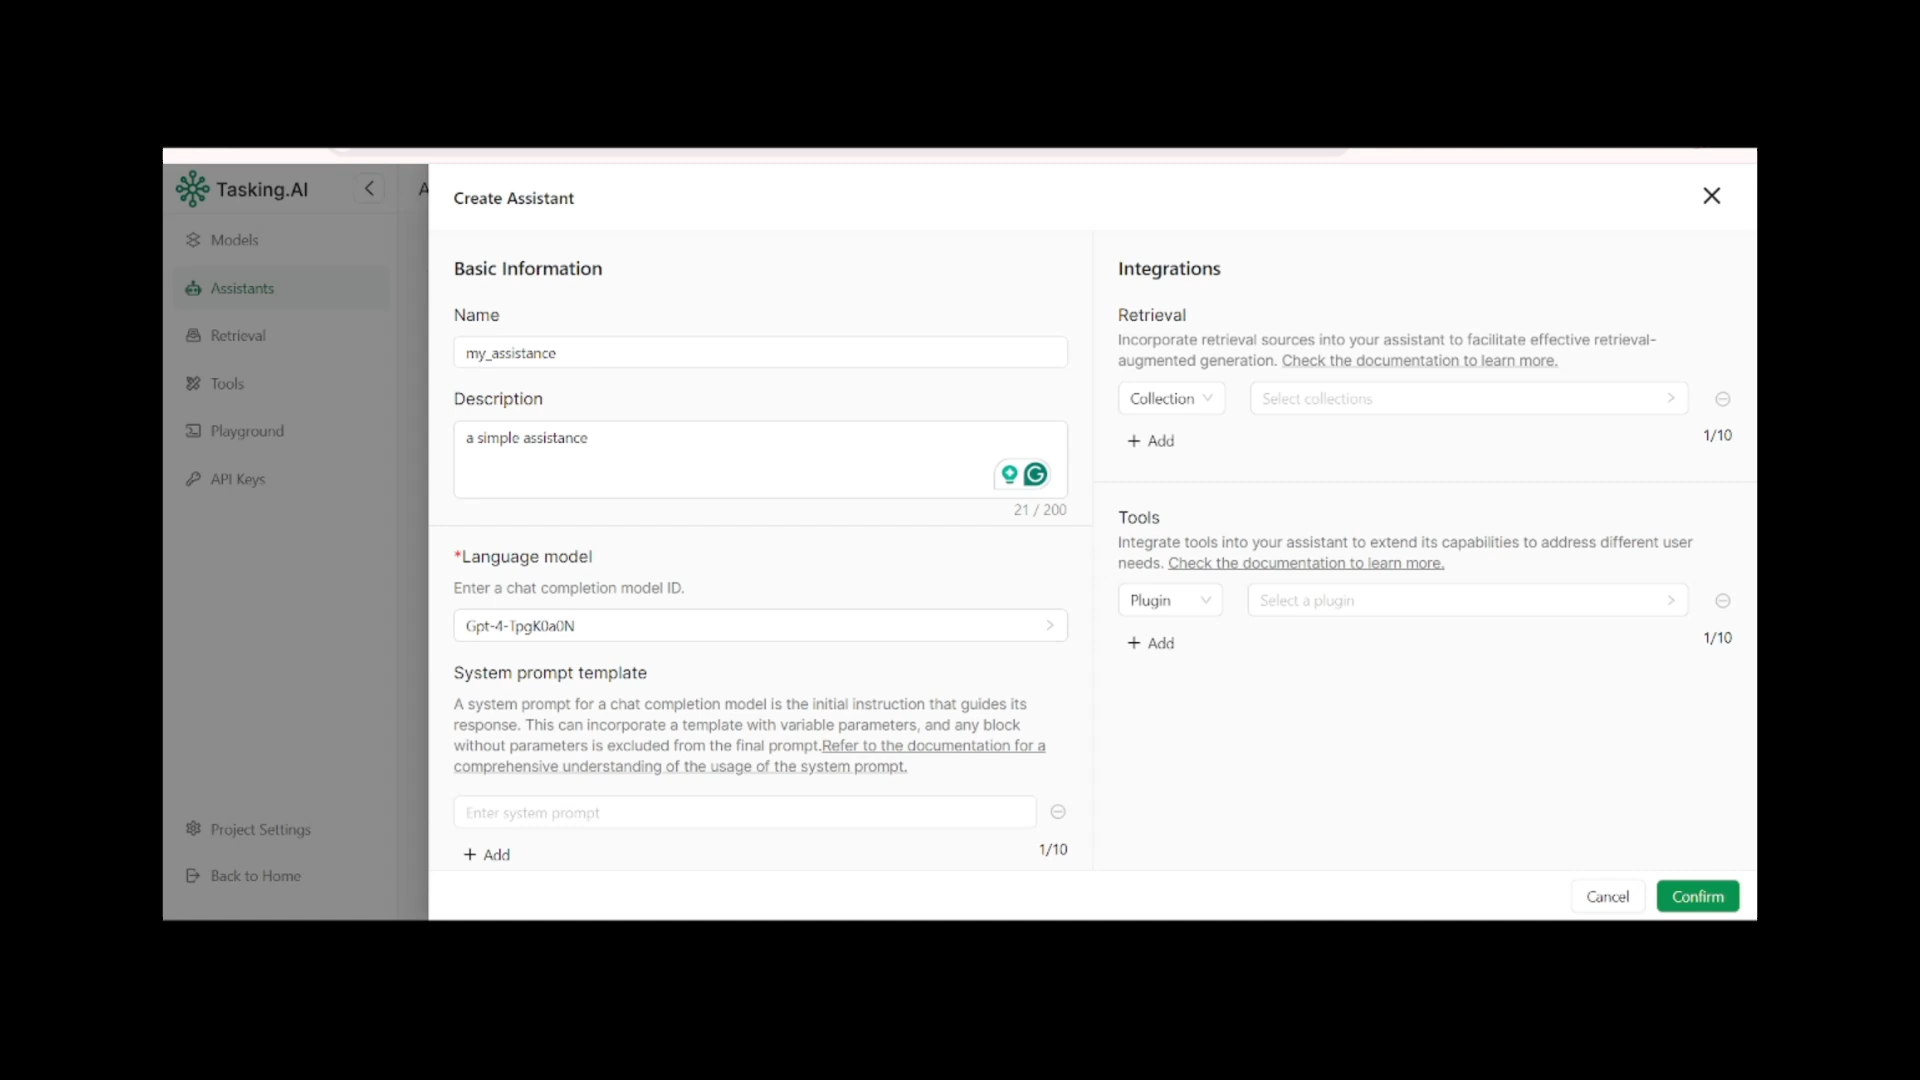 Tasking.AI
Models
Assistants
Retrieval
Tools
Playground
API Keys
Project Settings
Back to Home
A
Create Assistant
Basic Information
Name
my_assistance
Description
a simple assistance
21 / 200
*Language model
Enter a chat completion model ID.
Gpt-4-TpgK0a0N
System prompt template
A system prompt for a chat completion model is the initial instruction that guides its
response. This can incorporate a template with variable parameters, and any block
without parameters is excluded from the final prompt.Refer to the documentation for a
comprehensive understanding of the usage of the system prompt.
Enter system prompt
+ Add
1/10
Integrations
Retrieval
Incorporate retrieval sources into your assistant to facilitate effective retrieval-
augmented generation. Check the documentation to learn more.
Collection
Select collections
+ Add
1/10
Tools
Integrate tools into your assistant to extend its capabilities to address different user
needs. Check the documentation to learn more.
Plugin
Select a plugin
+ Add
1/10
Cancel
Confirm